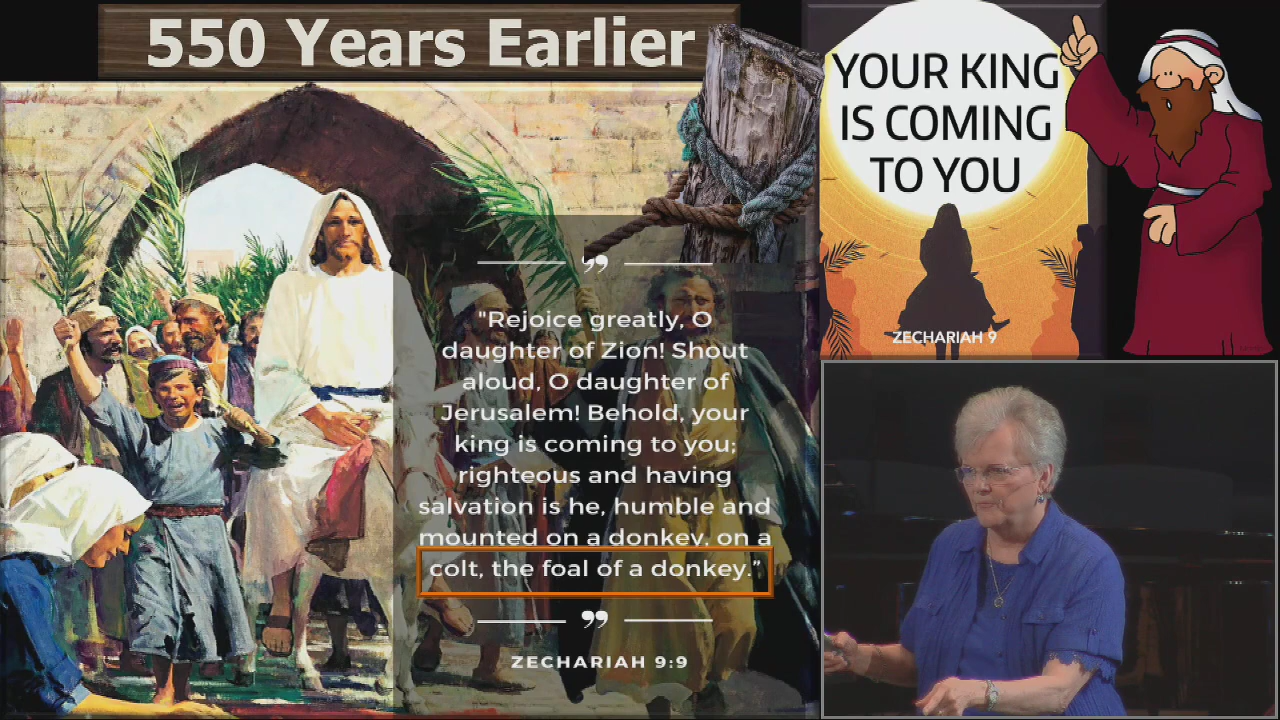 550 Years Earlier
YOUR KING
IS COMING
TO YOU
ZECHARIAH 9
"Rejoice greatly, O
daughter of Zion! Shout
aloud, O daughter of
Jerusalem! Behold, your
king is coming to you;
righteous and having
salvation is he, humble and
mounted on a donkey, on a
colt, the foal of a donkey.”
ZECHARIAH 9:9